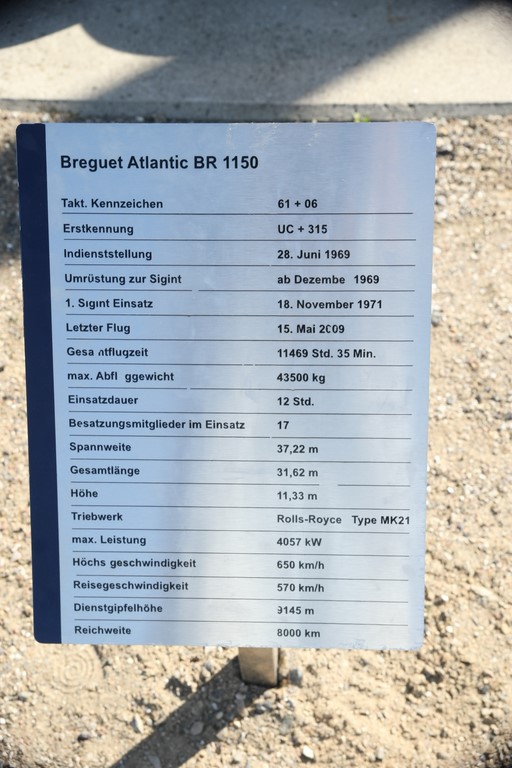 Breguet Atlantic BR 1150
Takt. Kennzeichen 61 + 06
Erstkennung UC + 315
Indienststellung 28. Juni 1969
Umrüstung zur Sigint ab Dezembe 1969
1. Sigint Einsatz 18. November 1971
Letzter Flug 15. Mai 2009
Gesa ntflugzeit 11469 Std. 35 Min.
max. Abfl ggewicht 43500 kg
Einsatzdauer 12 Std.
Besatzungsmitglieder im Einsatz 17
Spannweite 37,22 m
Gesamtlänge 31,62 m
Höhe 11,33 m
Triebwerk Rolls-Royce Type MK21
max. Leistung 4057 kW
Höchs geschwindigkeit 650 km/h
Reisegeschwindigkeit 570 km/h
Dienstgipfelhöhe 9145 m
Reichweite 8000 km